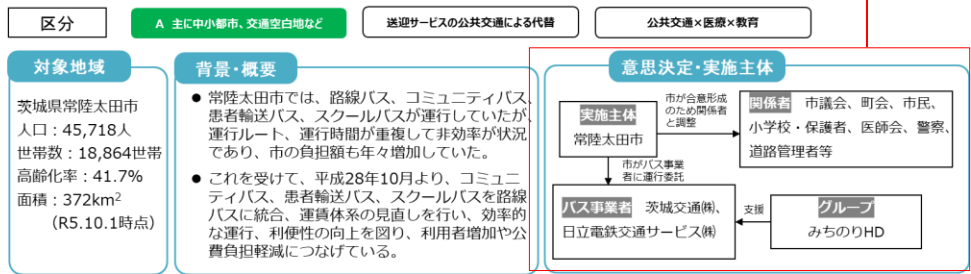 区分
A 主に中小都市、交通空白地など
送迎サービスの公共交通による代替
公共交通×医療×教育
対象地域
茨城県常陸太田市
人口：45,718人
世帯数：18,864世帯
高齢化率：41.7%
面積：372km²
（R5.10.1時点）
背景・概要
● 常陸太田市では、路線バス、コミュニティバス、
患者輸送バス、スクールバスが運行していたが、
運行ルート、運行時間が重複して非効率が状況
であり、市の負担額も年々増加していた。
● これを受けて、平成28年10月より、コミュニ
ティバス、患者輸送バス、スクールバスを路線
バスに統合、運賃体系の見直しを行い、効率的
な運行、利便性の向上を図り、利用者増加や公
費負担軽減につなげている。
意思決定・実施主体
実施主体
常陸太田市
市が合意形成
のため関係者
と調整
関係者 市議会、町会、市民、
小学校・保護者、医師会、警察、
道路管理者等
市がバス事業
者に運行委託
バス事業者 茨城交通㈱、
日立電鉄交通サービス㈱
支援
グループ
みちのりHD